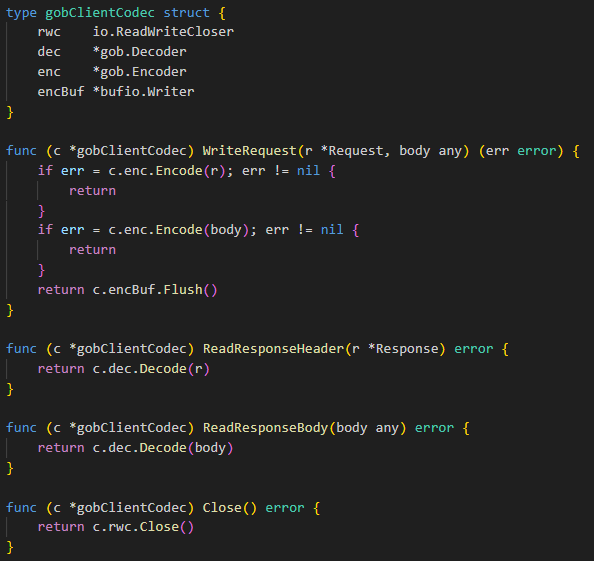 type gobClientCodec struct {
    rwc    io.ReadWriteCloser
    dec    *gob.Decoder
    enc    *gob.Encoder
    encBuf *bufio.Writer
}

func (c *gobClientCodec) WriteRequest(r *Request, body any) (err error) {
    if err = c.enc.Encode(r); err != nil {
        return
    }
    if err = c.enc.Encode(body); err != nil {
        return
    }
    return c.encBuf.Flush()
}

func (c *gobClientCodec) ReadResponseHeader(r *Response) error {
    return c.dec.Decode(r)
}

func (c *gobClientCodec) ReadResponseBody(body any) error {
    return c.dec.Decode(body)
}

func (c *gobClientCodec) Close() error {
    return c.rwc.Close()
}